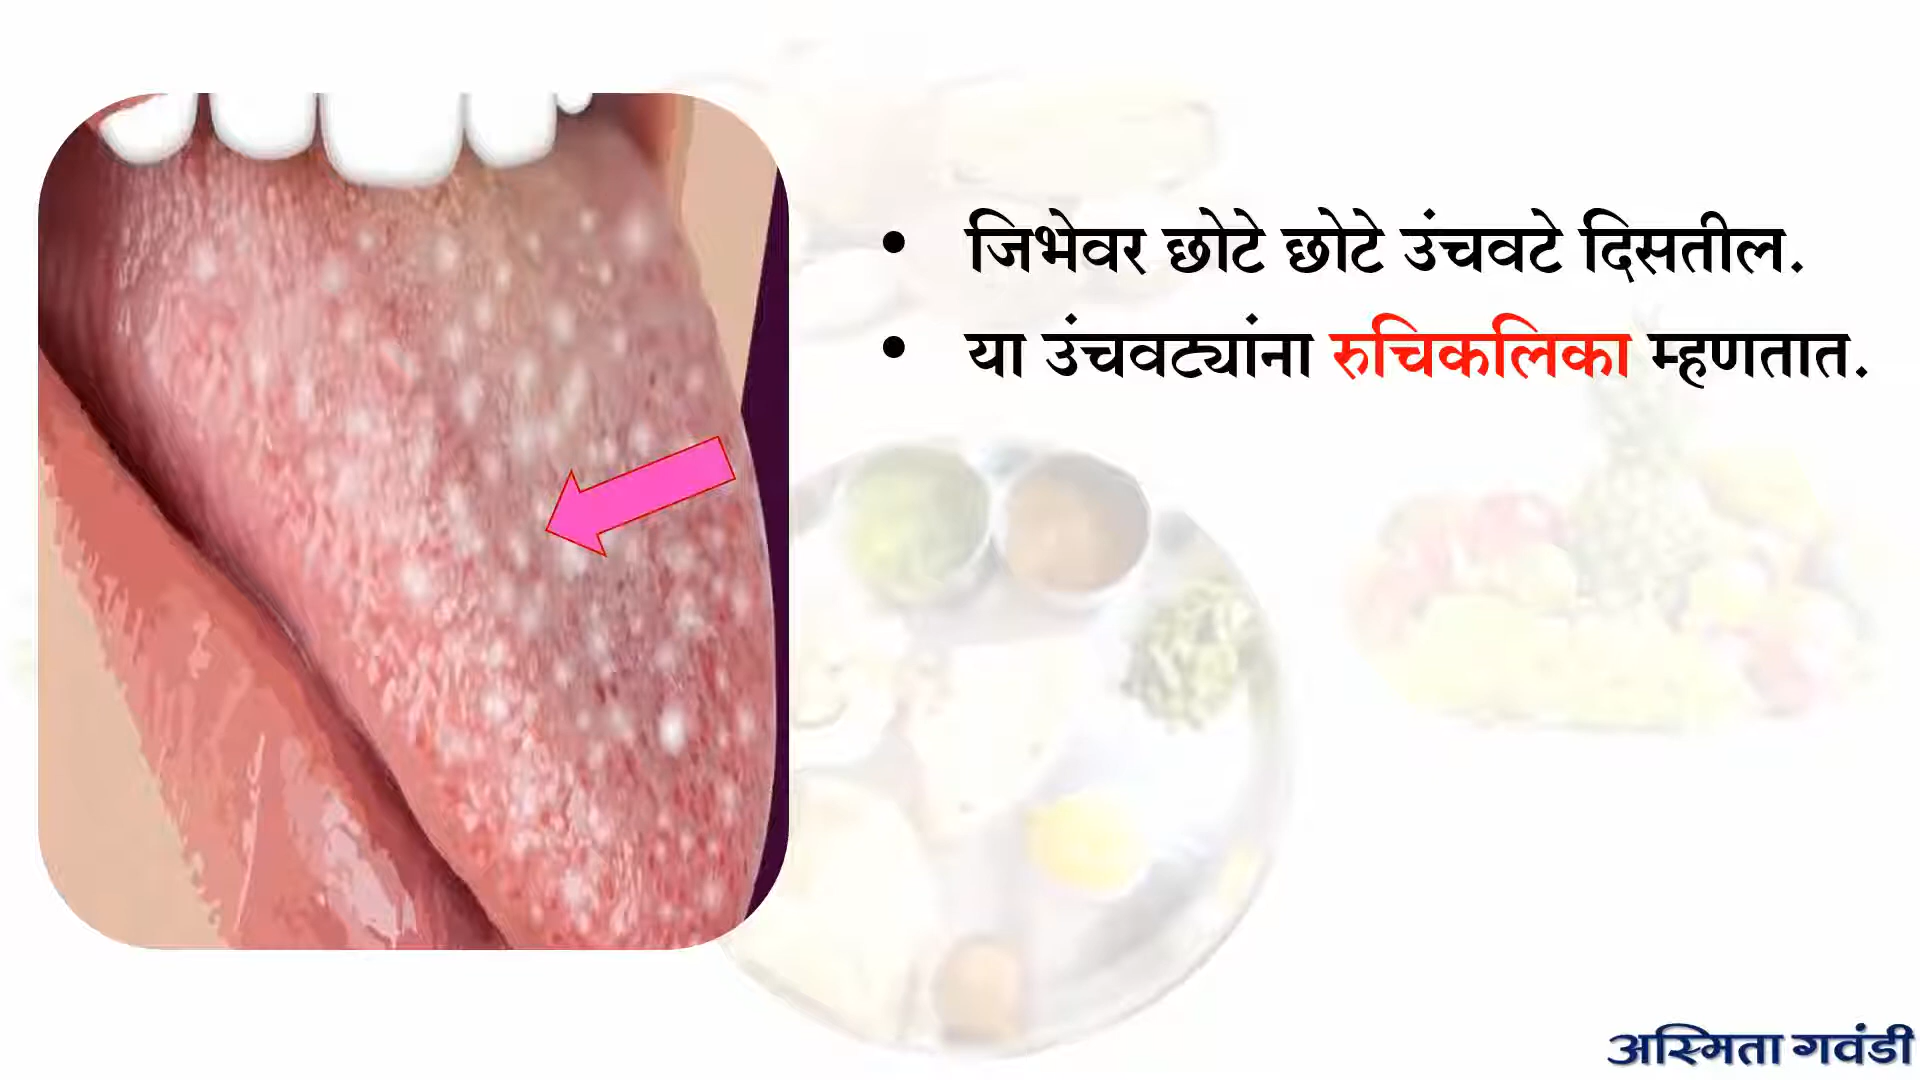 • जिभेवर छोटे छोटे उंचवटे दिसतील.
• या उंचवट्यांना रुचिकलिका म्हणतात.
अस्मिता गवंडी